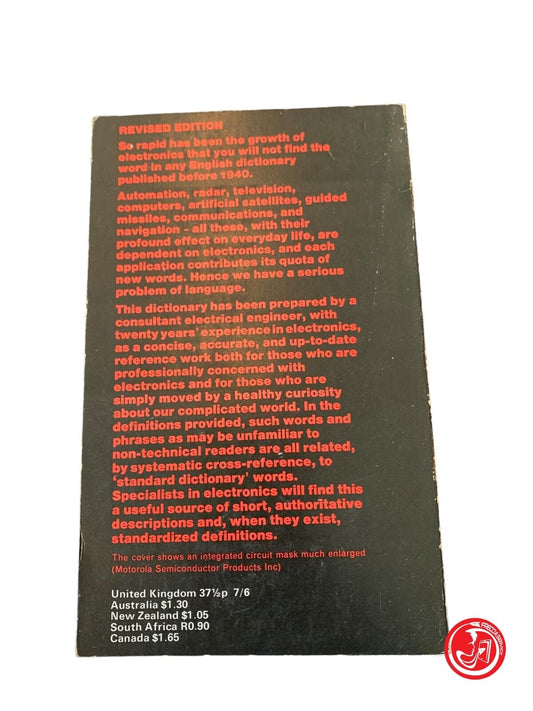 REVISED EDITION
So rapid has been the growth of
electronics that you will not find the
word in any English dictionary
published before 1940.
Automation, radar, television,
computers, artificial satellites, guided
missiles, communications, and
navigation – all these, with their
profound effect on everyday life, are
dependent on electronics, and each
application contributes its quota of
new words. Hence we have a serious
problem of language.
This dictionary has been prepared by a
consultant electrical engineer, with
twenty years' experience in electronics,
as a concise, accurate, and up-to-date
reference work both for those who are
professionally concerned with
electronics and for those who are
simply moved by a healthy curiosity
about our complicated world. In the
definitions provided, such words and
phrases as may be unfamiliar to
non-technical readers are all related,
by systematic cross-reference, to
'standard dictionary' words.
Specialists in electronics will find this
a useful source of short, authoritative
descriptions and, when they exist,
standardized definitions.
The cover shows an integrated circuit mask much enlarged
(Motorola Semiconductor Products Inc)
United Kingdom 37½p 7/6
Australia $1.30
New Zealand $1.05
South Africa R0.90
Canada $1.65